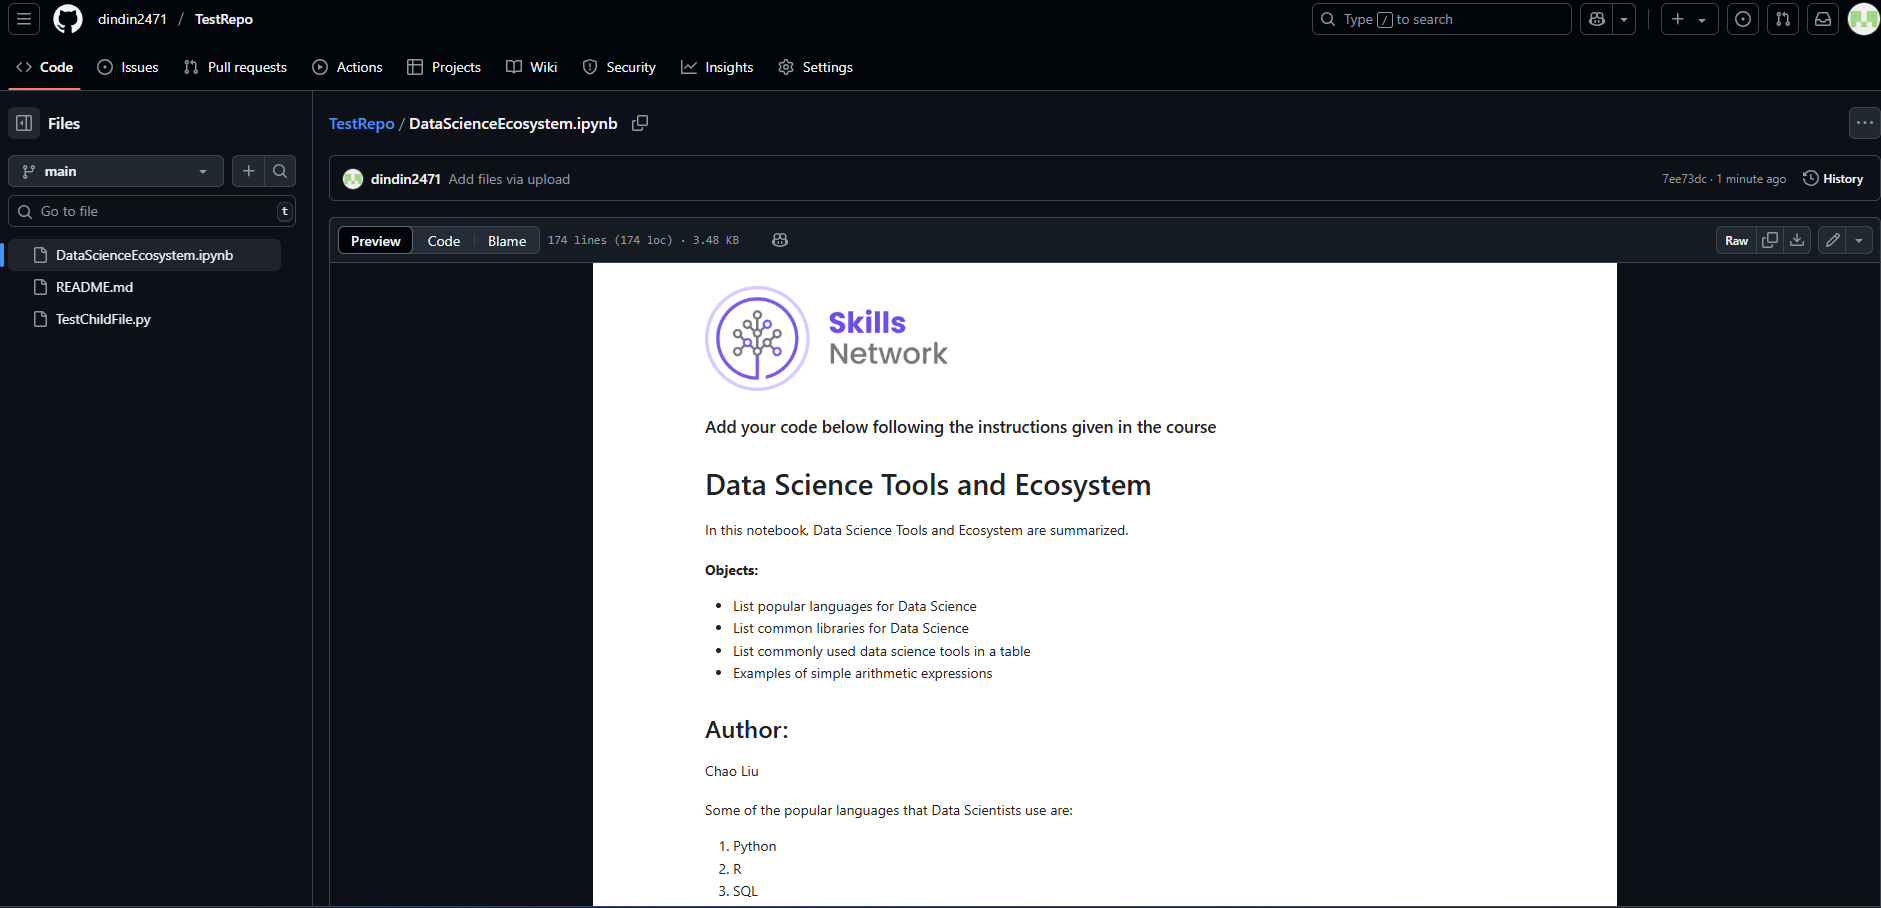 dindin2471 / TestRepo
Type / to search
Code Issues Pull requests Actions Projects Wiki Security Insights Settings
Files
main
Go to file t
DataScienceEcosystem.ipynb
README.md
TestChildFile.py
TestRepo / DataScienceEcosystem.ipynb
dindin2471 Add files via upload
7ee73dc · 1 minute ago History
Preview Code Blame 174 lines (174 loc) · 3.48 KB
Raw
Skills
Network
Add your code below following the instructions given in the course
Data Science Tools and Ecosystem
In this notebook, Data Science Tools and Ecosystem are summarized.
Objects:
• List popular languages for Data Science
• List common libraries for Data Science
• List commonly used data science tools in a table
• Examples of simple arithmetic expressions
Author:
Chao Liu
Some of the popular languages that Data Scientists use are:
1. Python
2. R
3. SQL